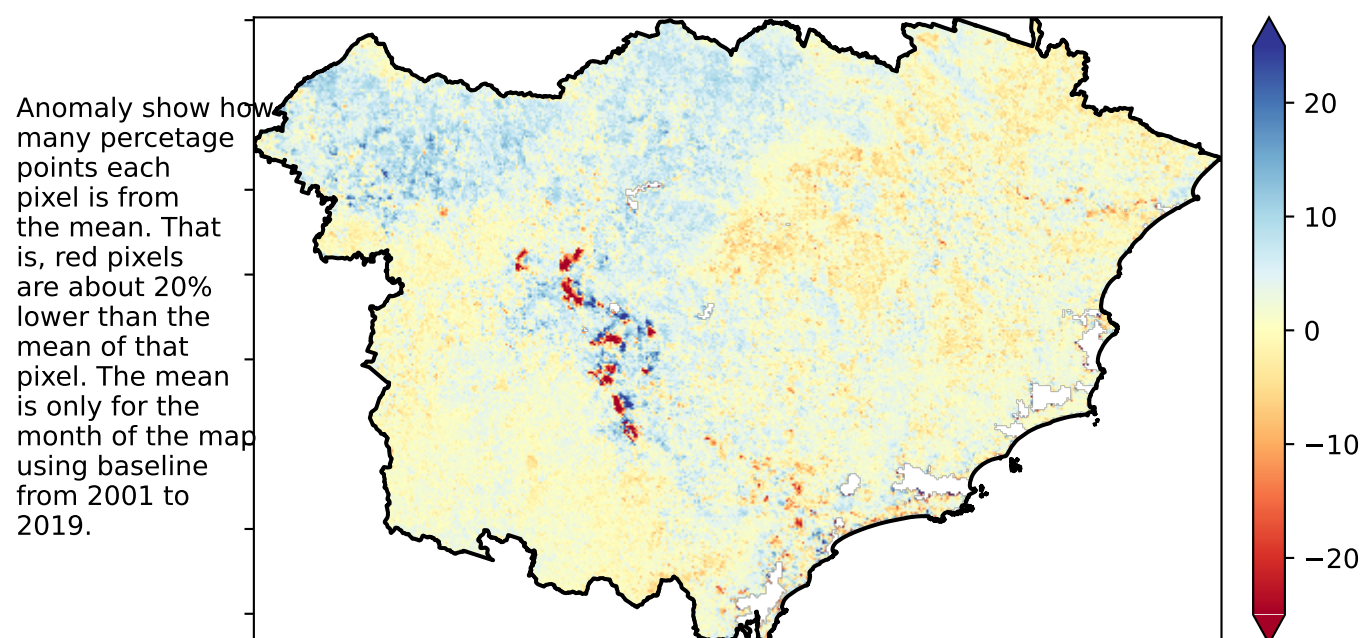 Anomaly show how
many percetage
points each
pixel is from
the mean. That
is, red pixels
are about 20%
lower than the
mean of that
pixel. The mean
is only for the
month of the map
using baseline
from 2001 to
2019.
20
10
0
−10
−20